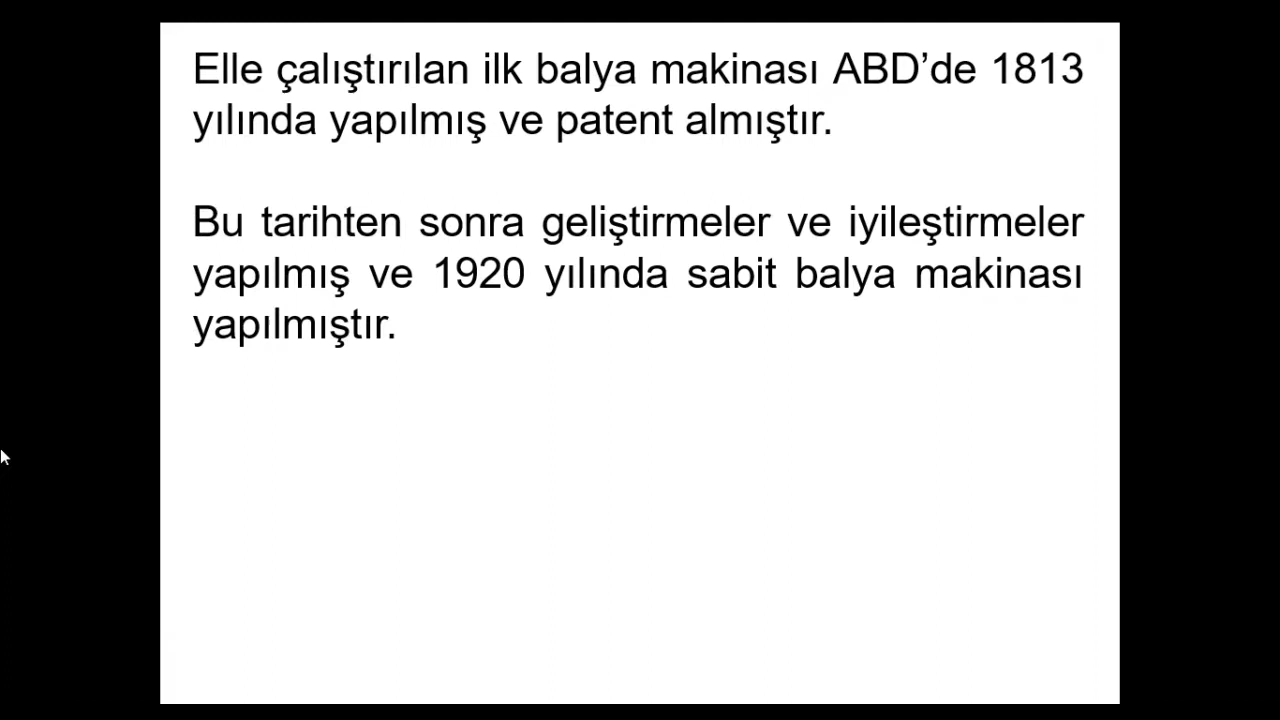 Elle çalıştırılan ilk balya makinası ABD’de 1813
yılında yapılmış ve patent almıştır.
Bu tarihten sonra geliştirmeler ve iyileştirmeler
yapılmış ve 1920 yılında sabit balya makinası
yapılmıştır.